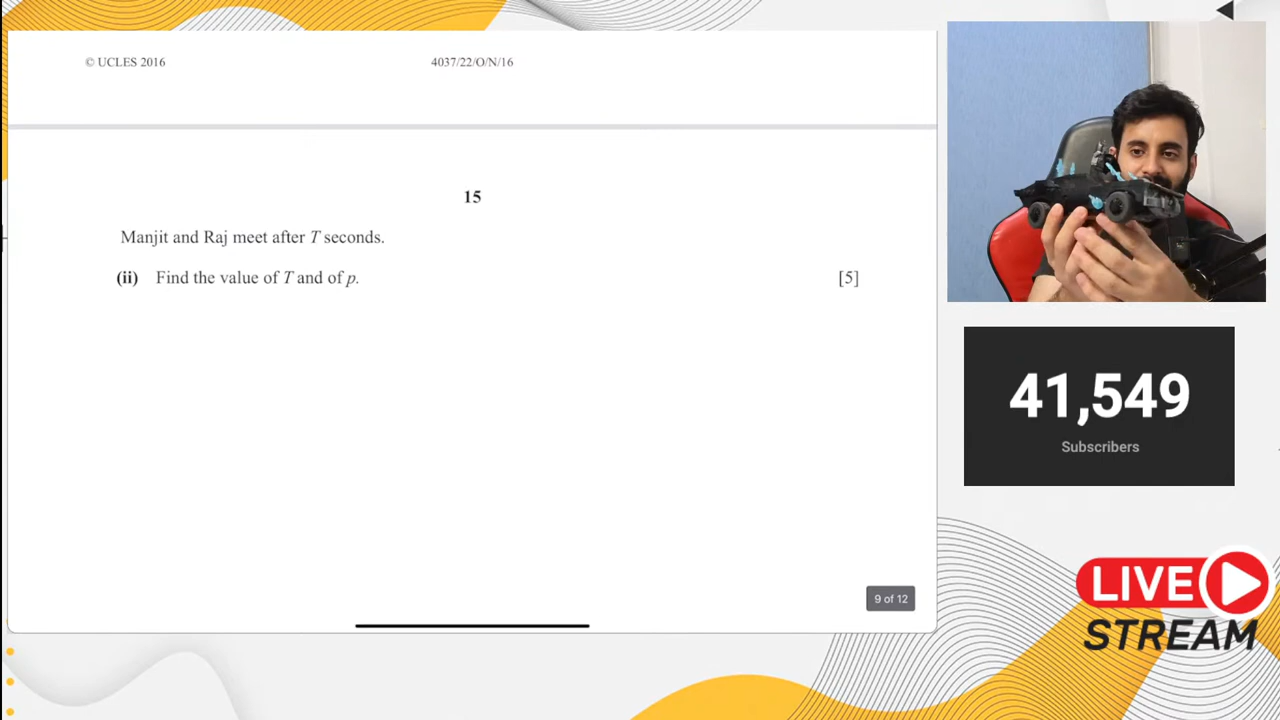 © UCLES 2016 4037/22/O/N/16
15
Manjit and Raj meet after T seconds.
(ii) Find the value of T and of p. [5]
9 of 12
41,549
Subscribers
LIVE
STREAM